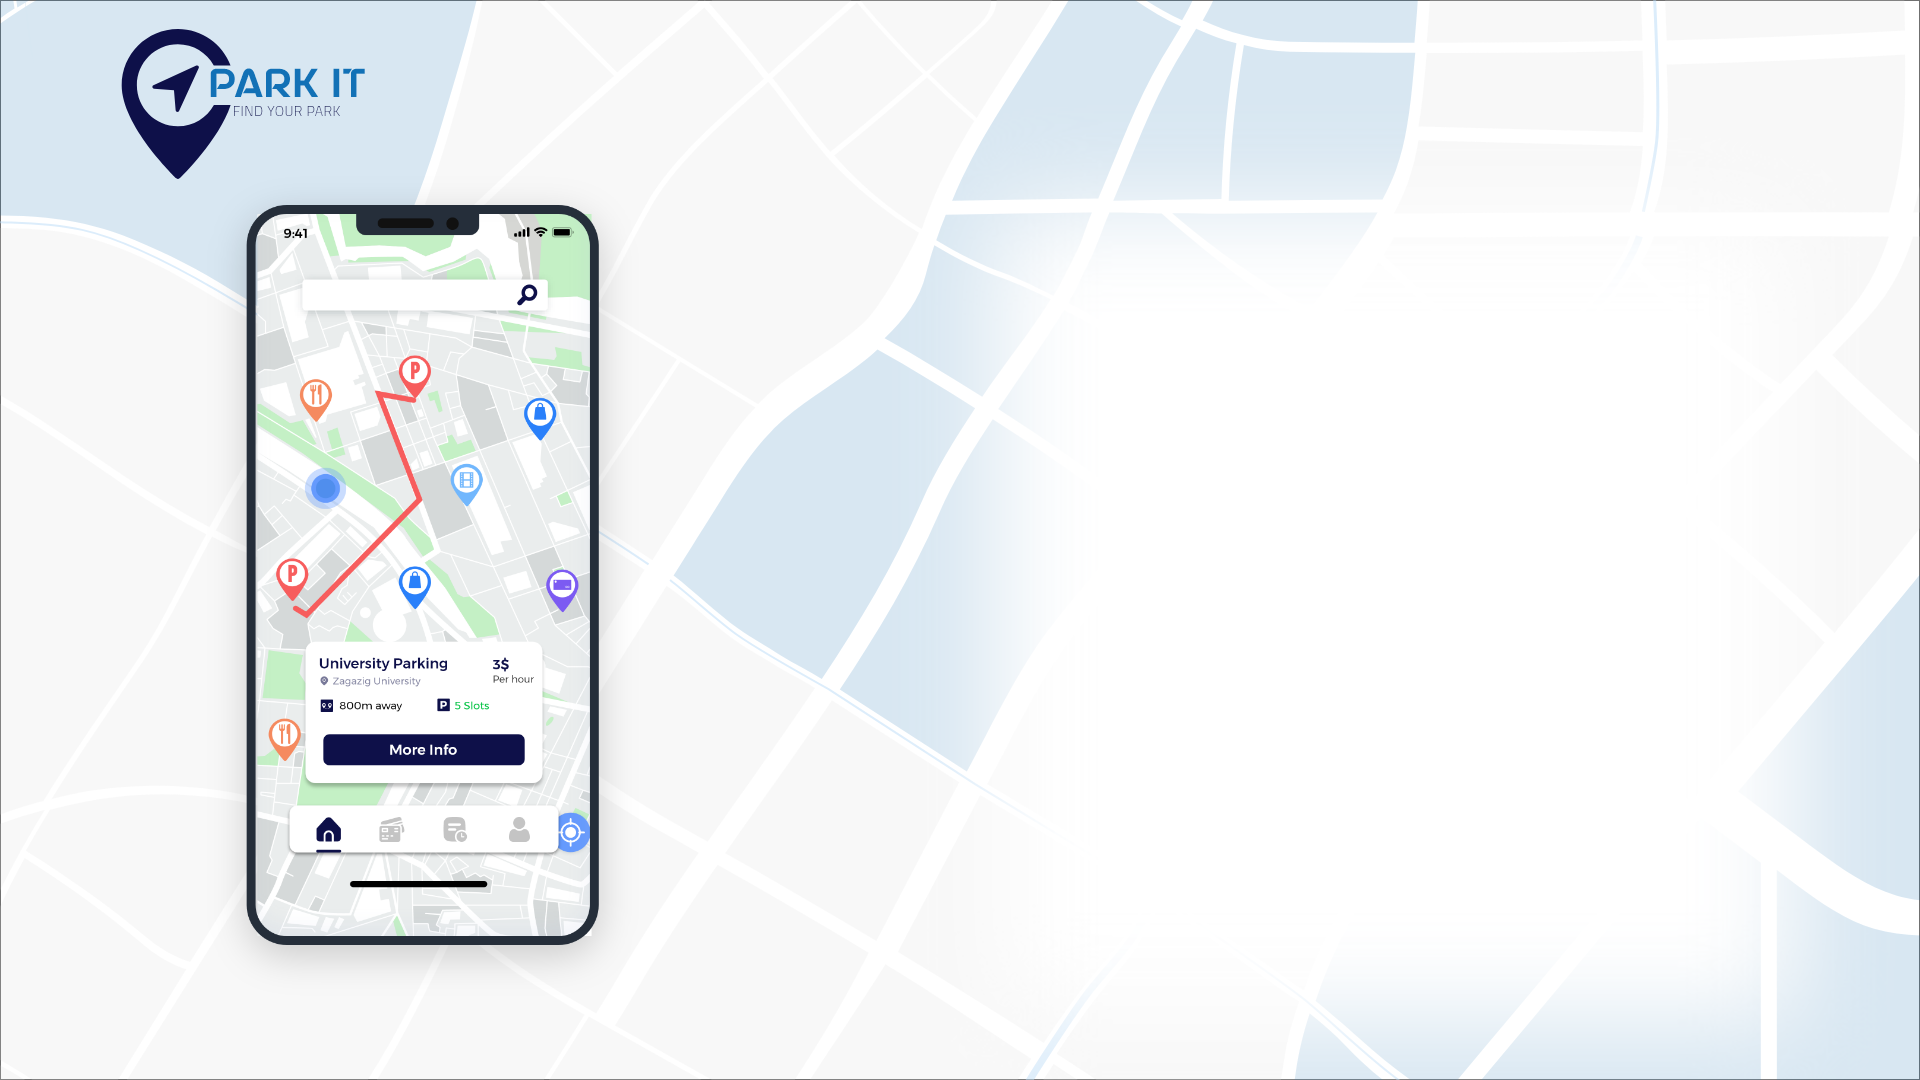 PARK IT
FIND YOUR PARK
9:41
P
P
University Parking
3$
Zagazig University
Per hour
800m away
P 5 Slots
More Info